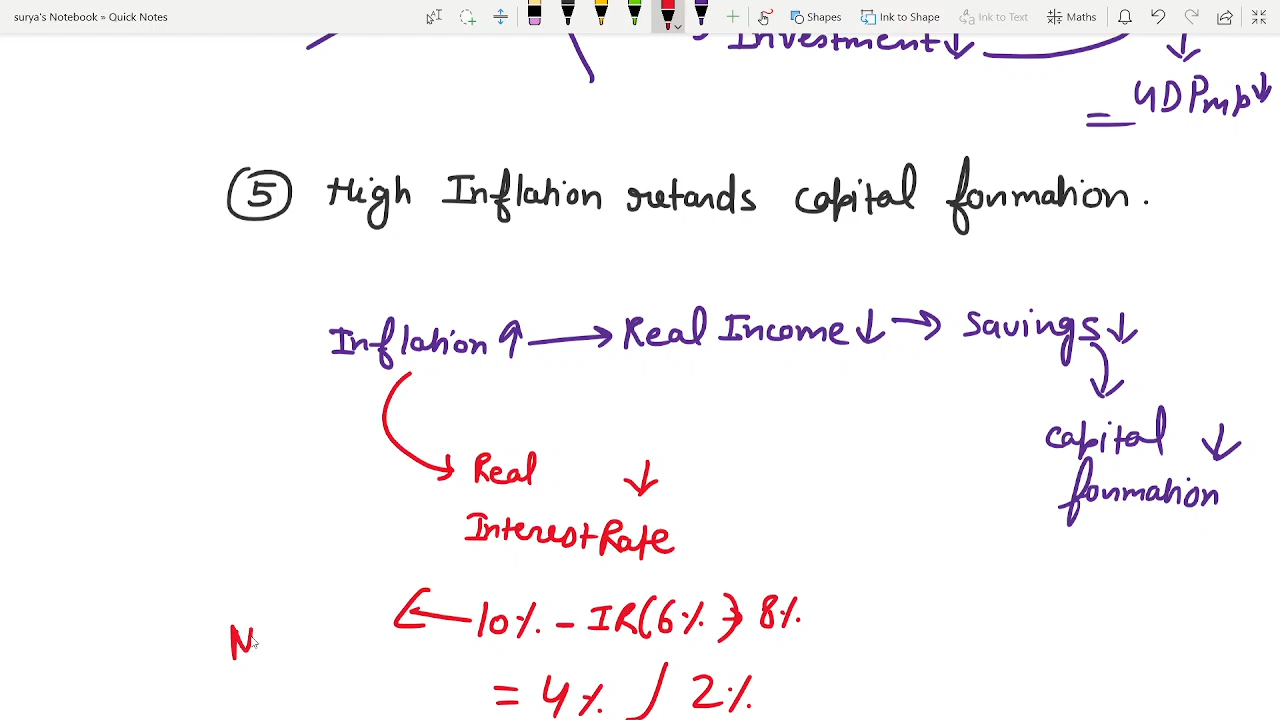 surya's Notebook » Quick Notes
Shapes Ink to Shape Ink to Text Maths
Investment ↓ ↓
= GDPmp ↓
⑤ High Inflation retards capital formation.
Inflation ↑ → Real Income ↓ → Savings ↓
capital ↓
formation
Real ↓
Interest Rate
← 10% - IR(6% → 8%
N
= 4% / 2%